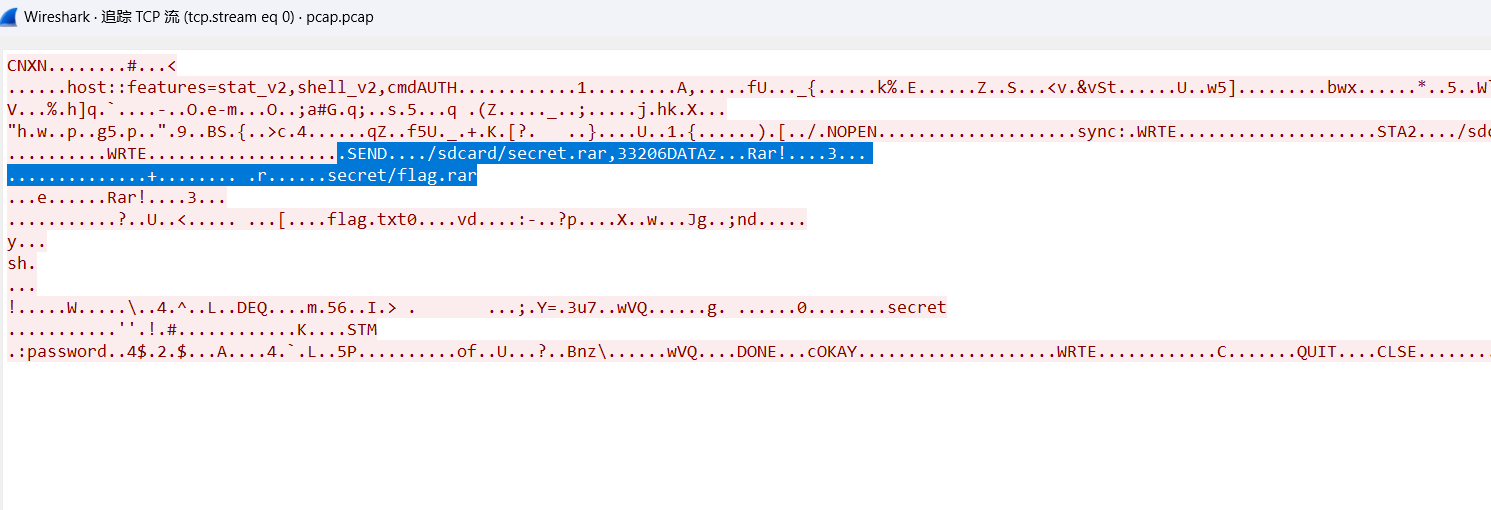 Wireshark · 追踪 TCP 流 (tcp.stream eq 0) · pcap.pcap
CNXN........#...<
......host::features=stat_v2,shell_v2,cmdAUTH............1.........A,.....fU..._{......k%.E......Z..S...<v.&vSt......U..w5].........bwx......*..5..W
V...%.h]q.`....-..O.e-m...O..;a#G.q;..s.5...q .(Z....._..;.....j.hk.X...
"h.w..p..g5.p..".9..BS.{..>c.4......qZ..f5U._.+.K.[?.   ..}....U..1.{......).[../.NOPEN....................sync:.WRTE....................STA2..../sdc
..........WRTE....................SEND..../sdcard/secret.rar,33206DATAz...Rar!....3...
..............+........ .r......secret/flag.rar
...e......Rar!....3...
...........?..U..<..... ...[....flag.txt0....vd....:-..?p....X..w...Jg..;nd.....
y...
sh.
...
!.....W.....\..4.^..L..DEQ....m.56..I.> .       ...;.Y=.3u7..wVQ......g. ......0........secret
...........''.!.#............K....STM
.:password..4$.2.$...A....4.`.L..5P..........of..U...?..Bnz\......wVQ....DONE...cOKAY....................WRTE............C.......QUIT....CLSE.........